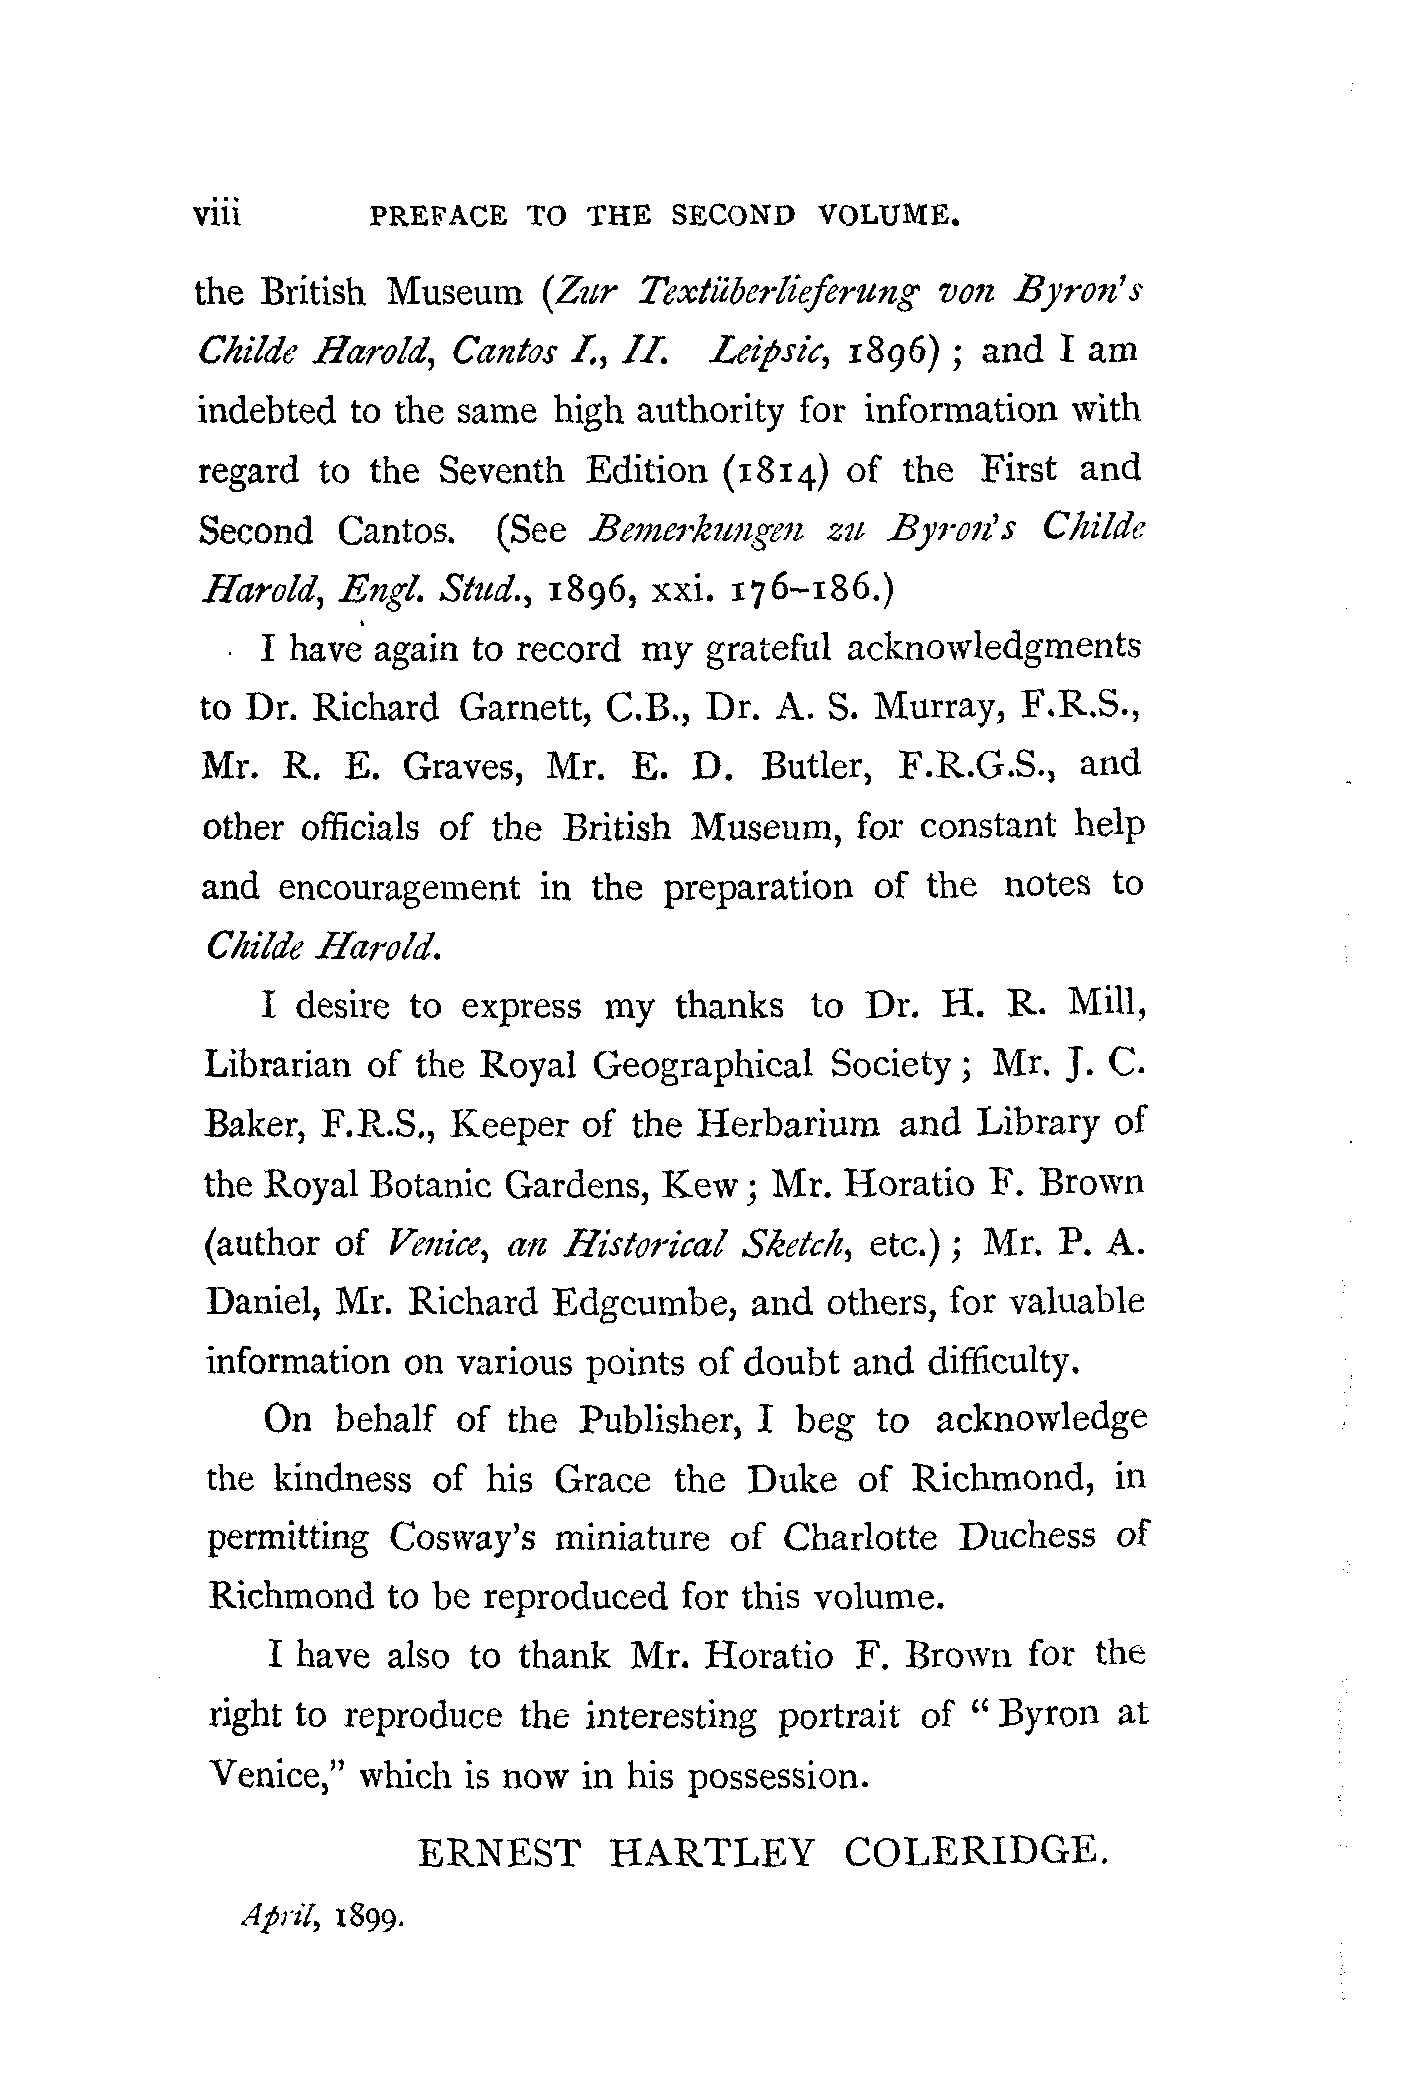 viii PREFACE TO THE SECOND VOLUME.
the British Museum (Zur Textüberlieferung von Byron's
Childe Harold, Cantos I., II. Leipsic, 1896) ; and I am
indebted to the same high authority for information with
regard to the Seventh Edition (1814) of the First and
Second Cantos. (See Bemerkungen zu Byron's Childe
Harold, Engl. Stud., 1896, xxi. 176–186.)
I have again to record my grateful acknowledgments
to Dr. Richard Garnett, C.B., Dr. A. S. Murray, F.R.S.,
Mr. R. E. Graves, Mr. E. D. Butler, F.R.G.S., and
other officials of the British Museum, for constant help
and encouragement in the preparation of the notes to
Childe Harold.
I desire to express my thanks to Dr. H. R. Mill,
Librarian of the Royal Geographical Society ; Mr. J. C.
Baker, F.R.S., Keeper of the Herbarium and Library of
the Royal Botanic Gardens, Kew ; Mr. Horatio F. Brown
(author of Venice, an Historical Sketch, etc.) ; Mr. P. A.
Daniel, Mr. Richard Edgcumbe, and others, for valuable
information on various points of doubt and difficulty.
On behalf of the Publisher, I beg to acknowledge
the kindness of his Grace the Duke of Richmond, in
permitting Cosway's miniature of Charlotte Duchess of
Richmond to be reproduced for this volume.
I have also to thank Mr. Horatio F. Brown for the
right to reproduce the interesting portrait of "Byron at
Venice," which is now in his possession.
ERNEST HARTLEY COLERIDGE.
April, 1899.